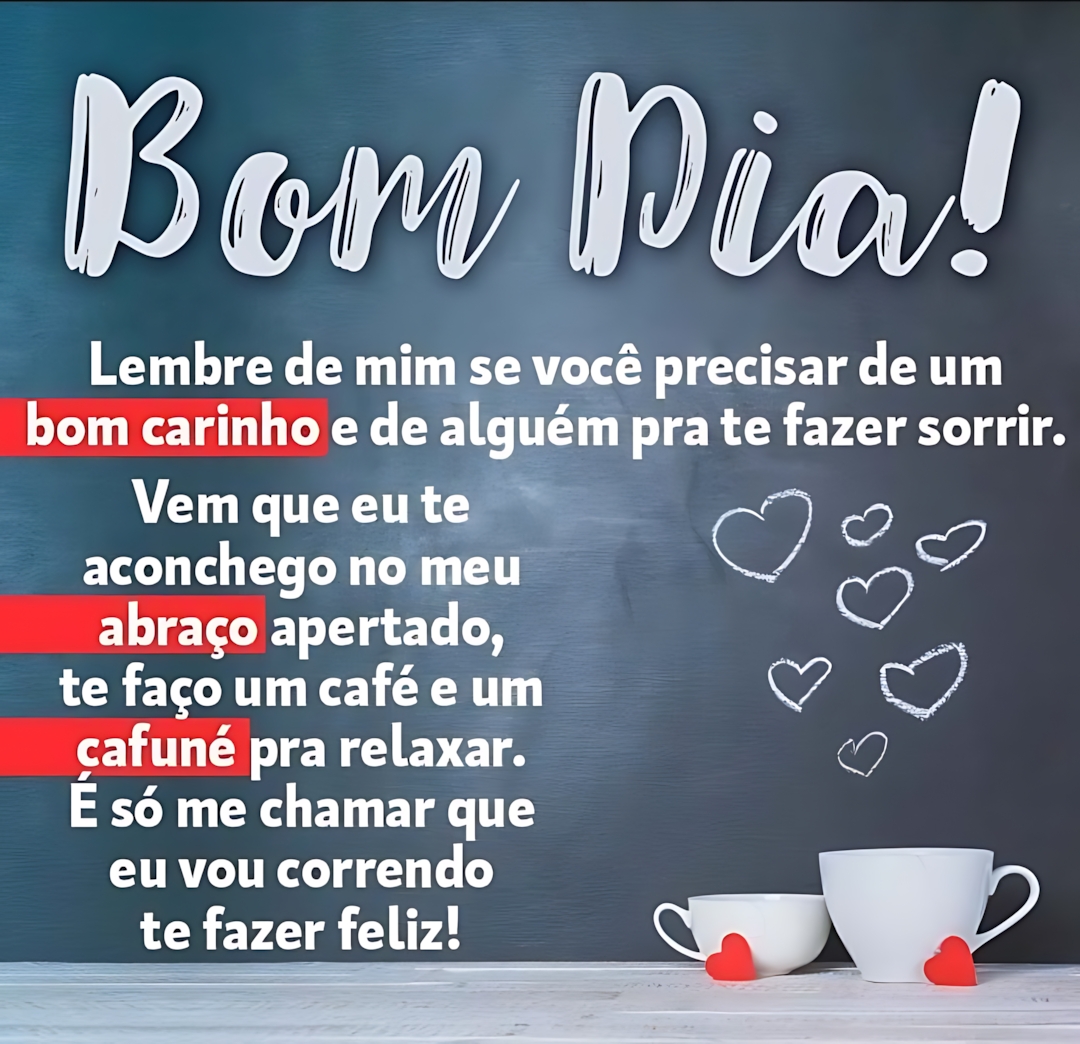 Bom Dia!
Lembre de mim se você precisar de um
bom carinho e de alguém pra te fazer sorrir.
Vem que eu te
aconchego no meu
abraço apertado,
te faço um café e um
cafuné pra relaxar.
É só me chamar que
eu vou correndo
te fazer feliz!